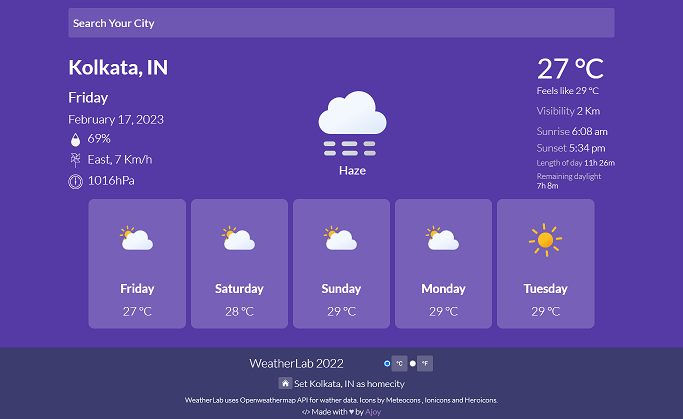 Search Your City
Kolkata, IN
Friday
February 17, 2023
69%
East, 7 Km/h
1016hPa
Haze
27 °C
Feels like 29 °C
Visibility 2 Km
Sunrise 6:08 am
Sunset 5:34 pm
Length of day 11h 26m
Remaining daylight
7h 8m
Friday
27 °C
Saturday
28 °C
Sunday
29 °C
Monday
29 °C
Tuesday
29 °C
WeatherLab 2022
°C
°F
Set Kolkata, IN as homecity
WeatherLab uses Openweathermap API for wather data. Icons by Meteocons , Ionicons and Heroicons.
</> Made with ♥ by Ajoy